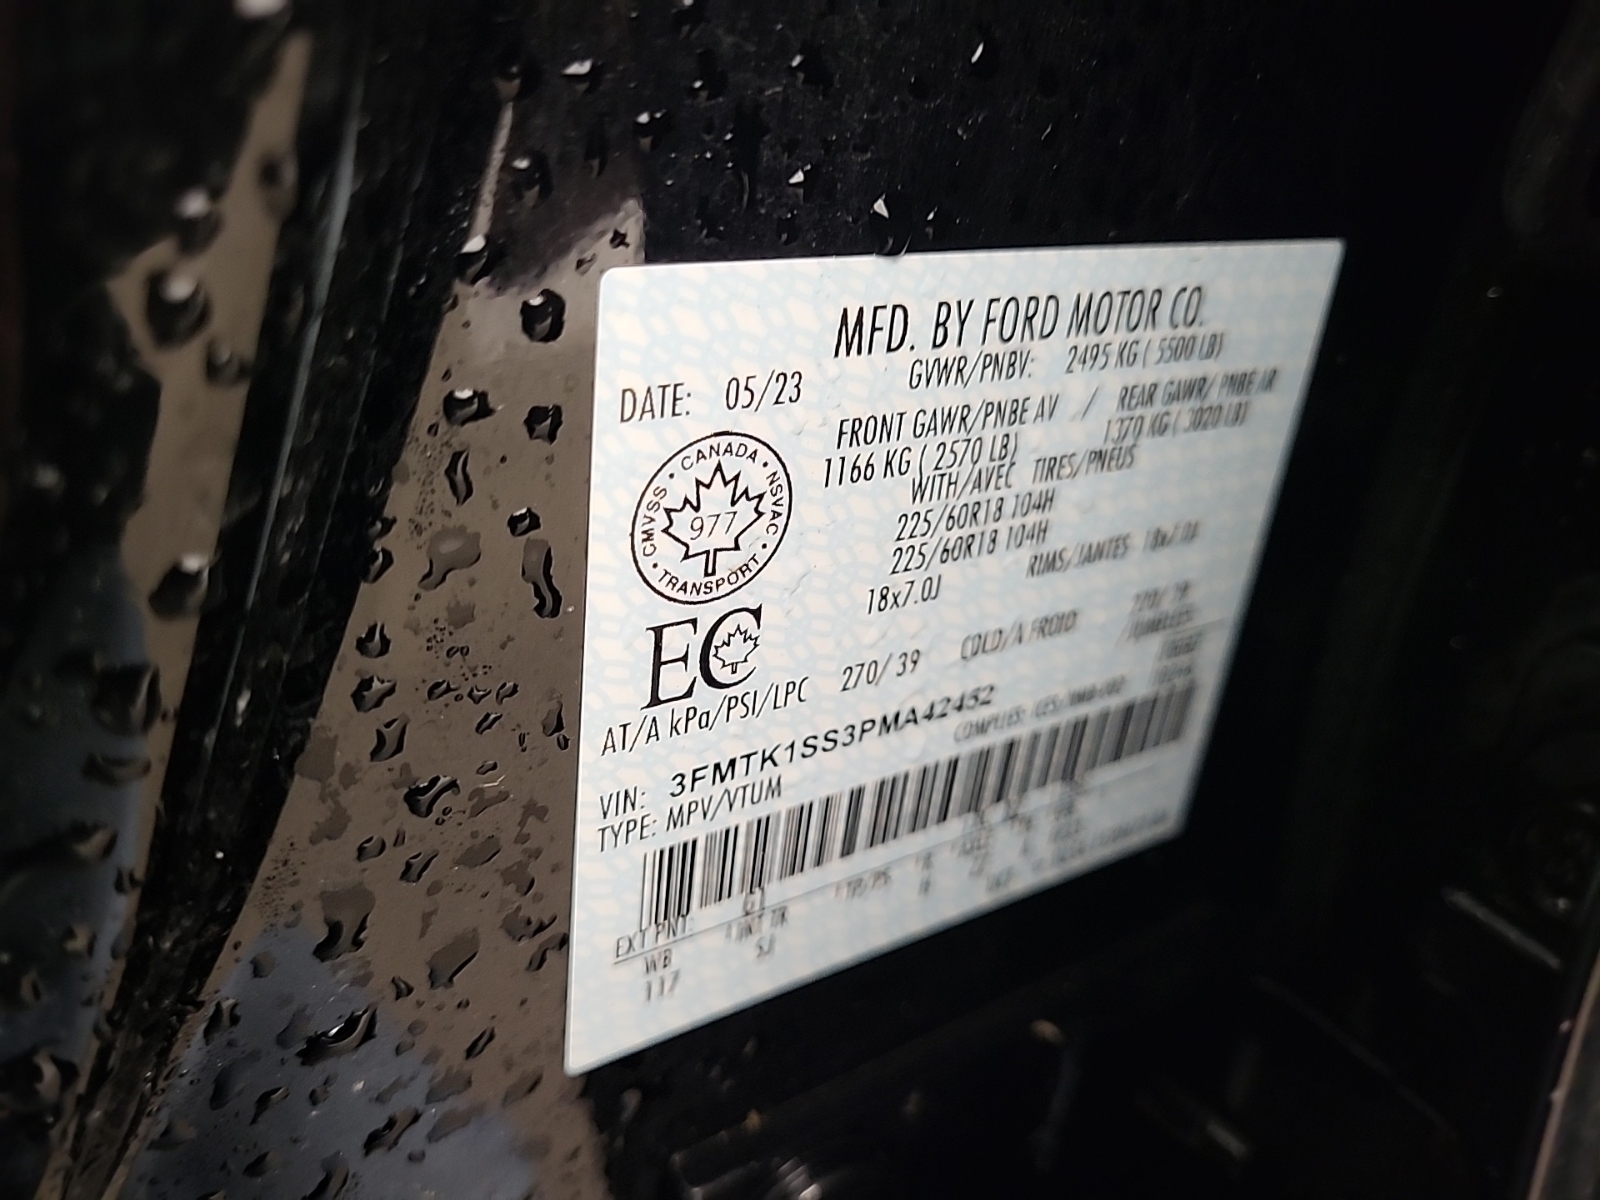 MFD. BY FORD MOTOR CO.
DATE: 05/23
GVWR/PNBV: 2495 KG ( 5500 LB)
FRONT GAWR/PNBE AV / REAR GAWR/ PNBE AR
1166 KG ( 2570 LB) 1370 KG ( 3020 LB)
WITH/AVEC TIRES/PNEUS
225/60R18 104H
225/60R18 104H
18x7.0J RIMS/JANTES 18x7.0J
CMVSS · CANADA · NSVAC · TRANSPORT
977
EC
AT/A kPa/PSI/LPC 270/ 39 COLD/A FROID
VIN: 3FMTK1SS3PMA42452
TYPE: MPV/VTUM
EXT PNT:
WB
117